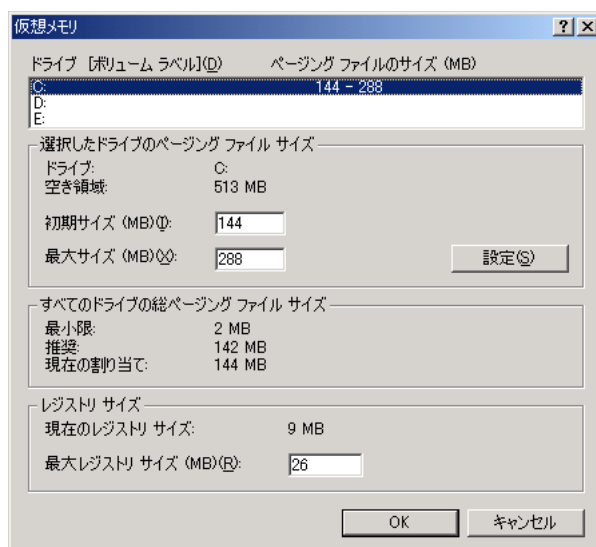 仮想メモリ
ドライブ [ボリューム ラベル](D) ページング ファイルのサイズ (MB)
C: 144 - 288
D:
E:
選択したドライブのページング ファイル サイズ
ドライブ: C:
空き領域: 513 MB
初期サイズ (MB)(I): 144
最大サイズ (MB)(X): 288
設定(S)
すべてのドライブの総ページング ファイル サイズ
最小限: 2 MB
推奨: 142 MB
現在の割り当て: 144 MB
レジストリ サイズ
現在のレジストリ サイズ: 9 MB
最大レジストリ サイズ (MB)(R): 26
OK キャンセル